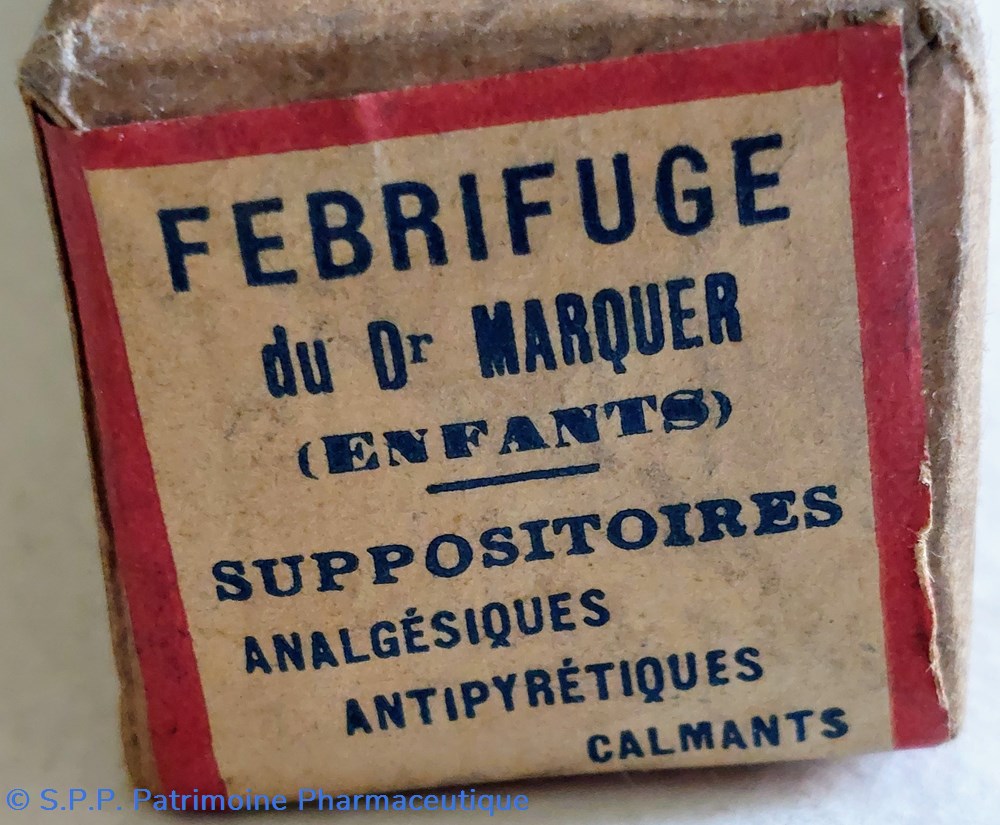 FEBRIFUGE
du Dr MARQUER
(ENFANTS)
SUPPOSITOIRES
ANALGÉSIQUES
ANTIPYRÉTIQUES
CALMANTS
© S.P.P. Patrimoine Pharmaceutique